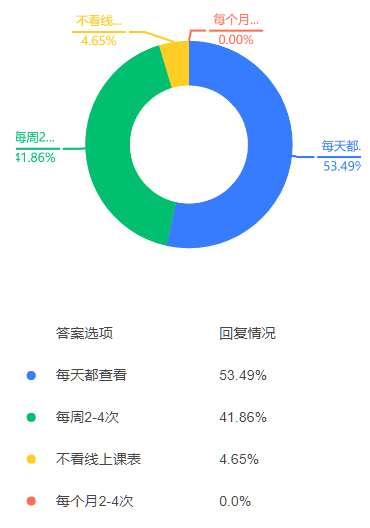 不看线...
4.65%
每个月...
0.00%
每周2...
41.86%
每天都..
53.49%
答案选项 回复情况
每天都查看 53.49%
每周2-4次 41.86%
不看线上课表 4.65%
每个月2-4次 0.0%